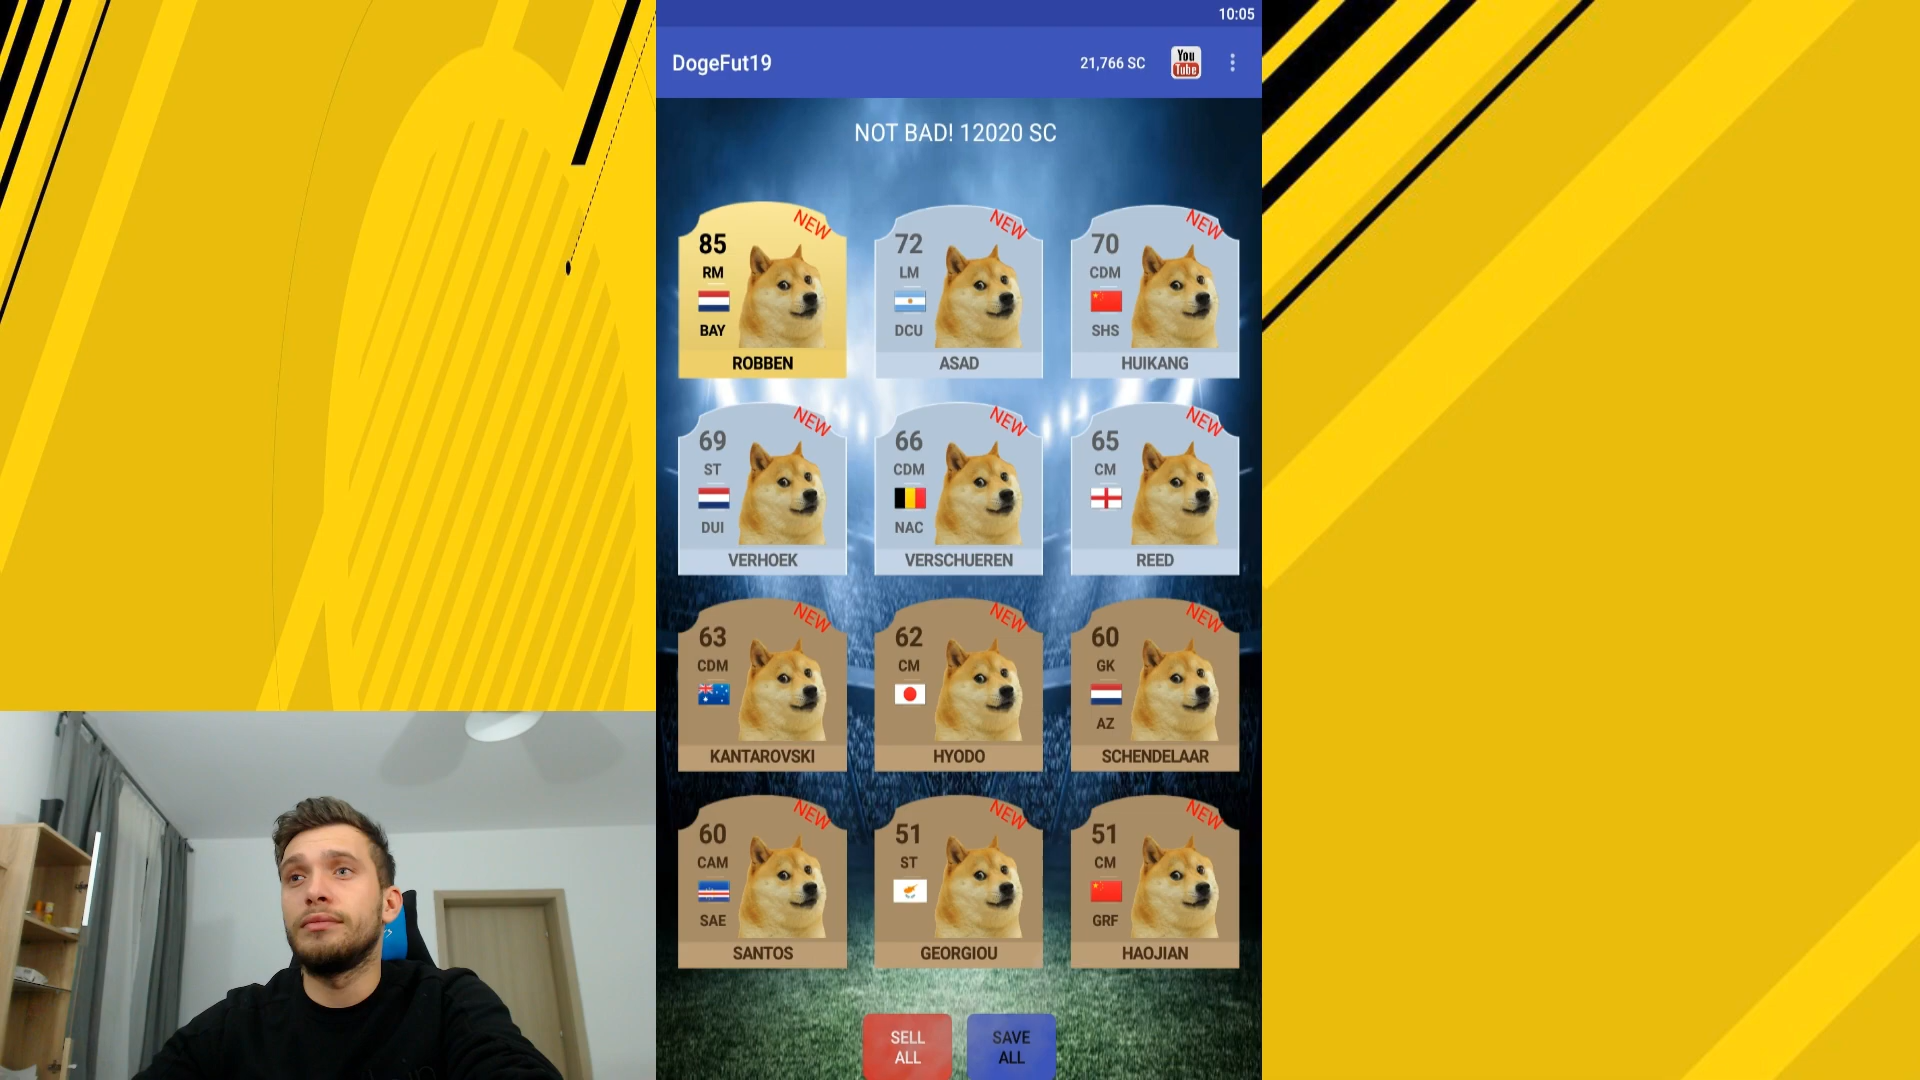 10:05
DogeFut19
21,766 SC
You
Tube
NOT BAD! 12020 SC
NEW
85
RM
BAY
ROBBEN
NEW
72
LM
DCU
ASAD
NEW
70
CDM
SHS
HUIKANG
NEW
69
ST
DUI
VERHOEK
NEW
66
CDM
NAC
VERSCHUEREN
NEW
65
CM
REED
NEW
63
CDM
KANTAROVSKI
NEW
62
CM
HYODO
NEW
60
GK
AZ
SCHENDELAAR
NEW
60
CAM
SAE
SANTOS
NEW
51
ST
GEORGIOU
NEW
51
CM
GRF
HAOJIAN
SELL
ALL
SAVE
ALL